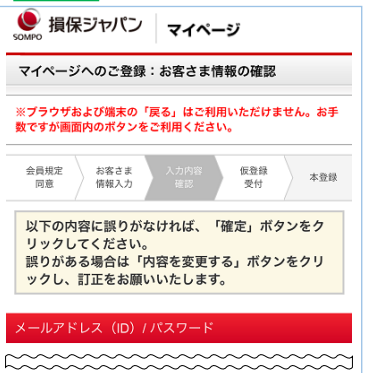 SOMPO 損保ジャパン マイページ
マイページへのご登録：お客さま情報の確認
※ブラウザおよび端末の「戻る」はご利用いただけません。お手
数ですが画面内のボタンをご利用ください。
会員規定
同意
お客さま
情報入力
入力内容
確認
仮登録
受付
本登録
以下の内容に誤りがなければ、「確定」ボタンをク
リックしてください。
誤りがある場合は「内容を変更する」ボタンをクリ
ックし、訂正をお願いいたします。
メールアドレス（ID）/ パスワード